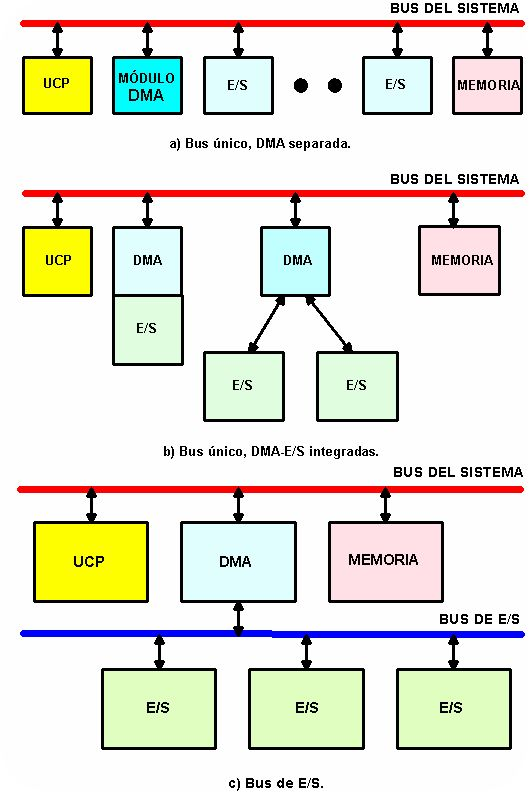 BUS DEL SISTEMA
UCP
MÓDULO
DMA
E/S
E/S
MEMORIA
a) Bus único, DMA separada.
BUS DEL SISTEMA
UCP
DMA
DMA
MEMORIA
E/S
E/S
E/S
b) Bus único, DMA-E/S integradas.
BUS DEL SISTEMA
UCP
DMA
MEMORIA
BUS DE E/S
E/S
E/S
E/S
c) Bus de E/S.